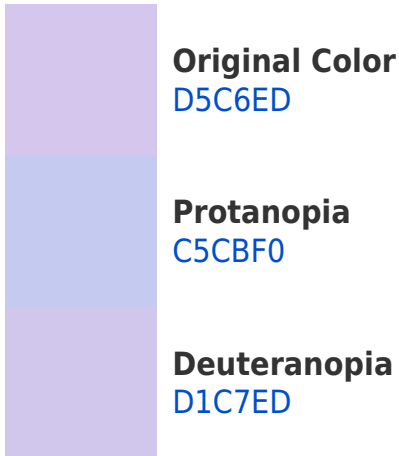 Original Color
D5C6ED
Protanopia
C5CBF0
Deuteranopia
D1C7ED